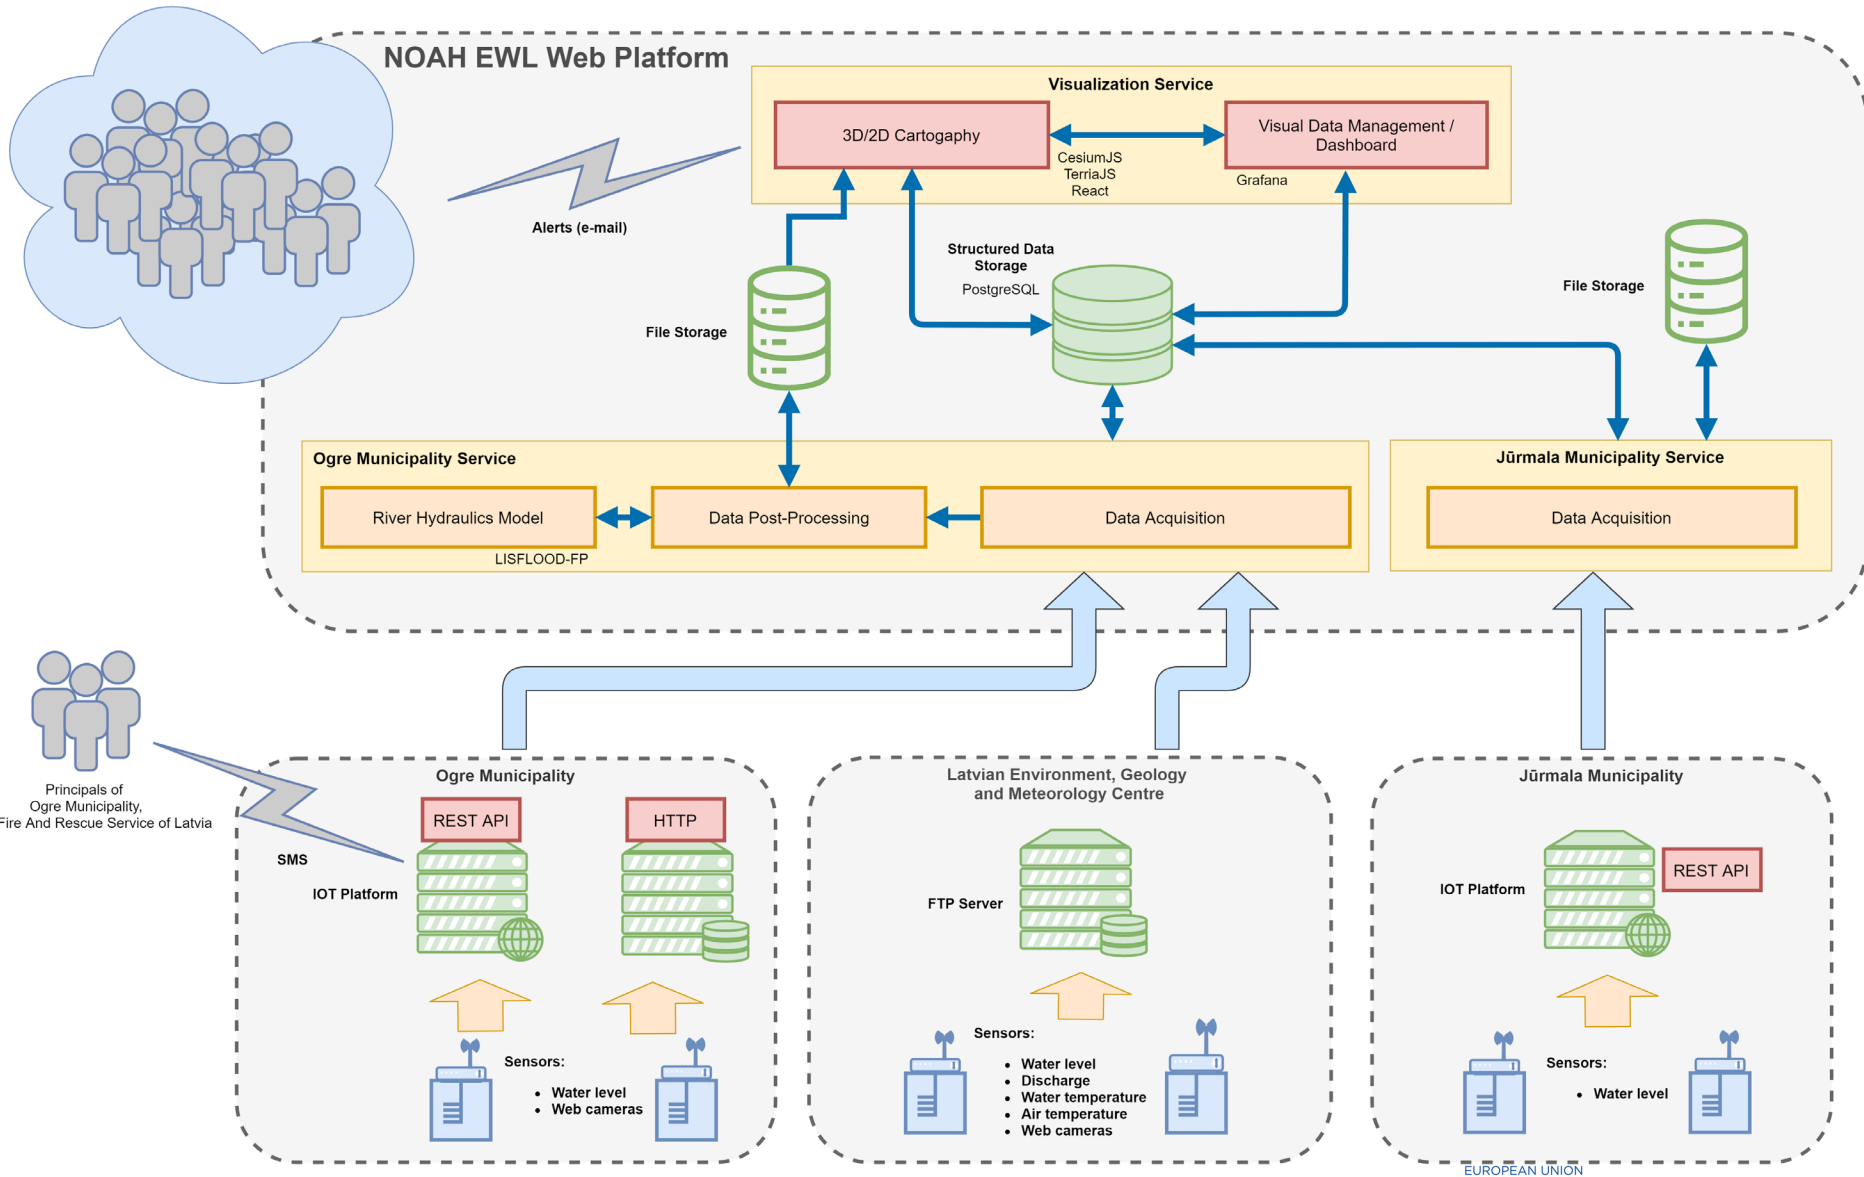 NOAH EWL Web Platform
Visualization Service
3D/2D Cartogaphy
Visual Data Management /
Dashboard
CesiumJS
TerriaJS
React
Grafana
Alerts (e-mail)
Structured Data
Storage
PostgreSQL
File Storage
File Storage
Ogre Municipality Service
River Hydraulics Model
LISFLOOD-FP
Data Post-Processing
Data Acquisition
Jūrmala Municipality Service
Data Acquisition
Principals of
Ogre Municipality,
Fire And Rescue Service of Latvia
SMS
Ogre Municipality
REST API
HTTP
IOT Platform
Sensors:
• Water level
• Web cameras
Latvian Environment, Geology
and Meteorology Centre
FTP Server
Sensors:
• Water level
• Discharge
• Water temperature
• Air temperature
• Web cameras
Jūrmala Municipality
IOT Platform
REST API
Sensors:
• Water level
EUROPEAN UNION